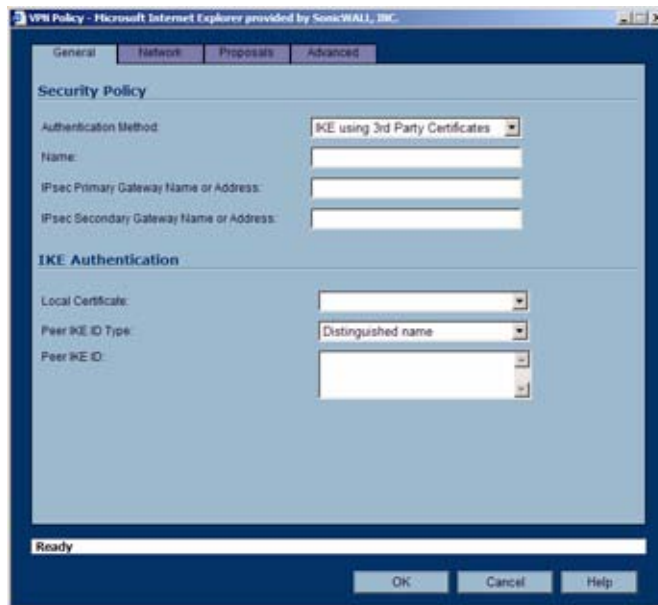 VPN Policy - Microsoft Internet Explorer provided by SonicWALL, INC.
General Network Proposals Advanced
Security Policy
Authentication Method: IKE using 3rd Party Certificates
Name:
IPsec Primary Gateway Name or Address:
IPsec Secondary Gateway Name or Address:
IKE Authentication
Local Certificate:
Peer IKE ID Type: Distinguished name
Peer IKE ID:
Ready
OK Cancel Help